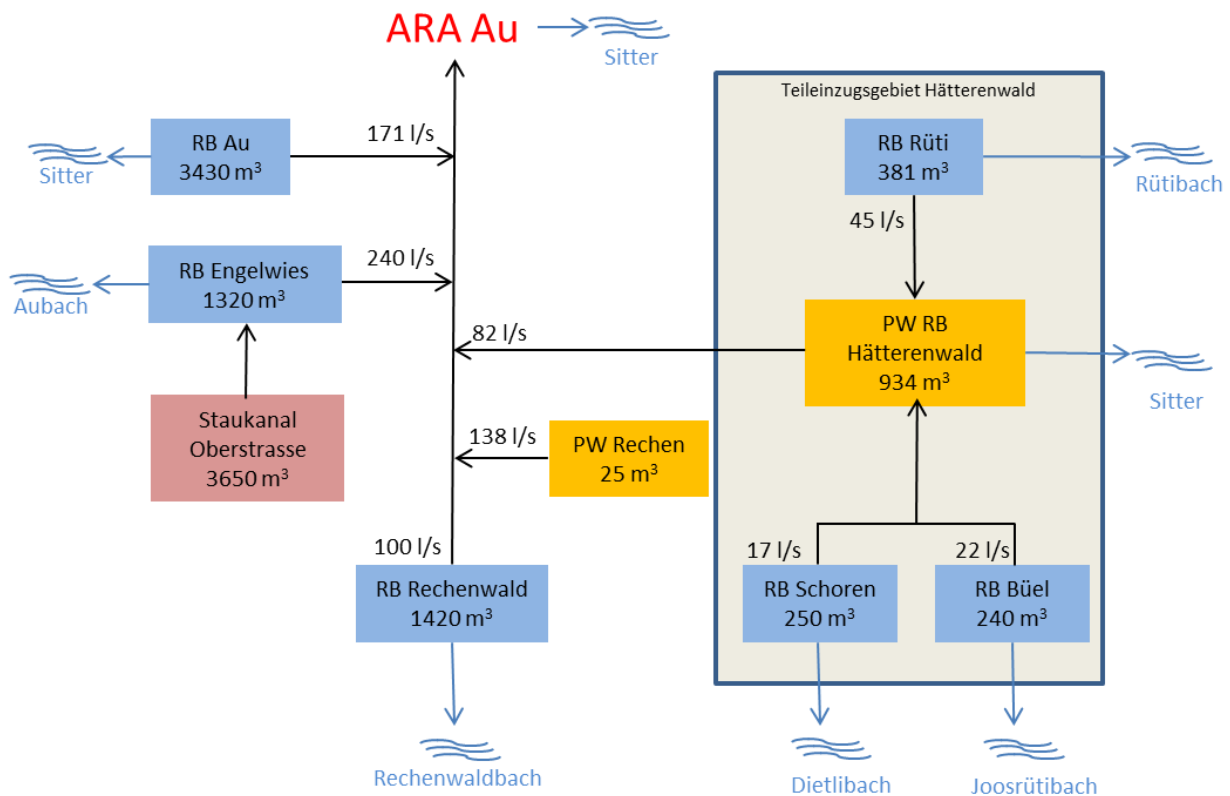 ARA Au
Sitter
Teileinzugsgebiet Hätterenwald
RB Au
3430 m³
171 l/s
Sitter
RB Rüti
381 m³
Rütibach
45 l/s
RB Engelwies
1320 m³
240 l/s
Aubach
82 l/s
PW RB
Hätterenwald
934 m³
Sitter
Staukanal
Oberstrasse
3650 m³
138 l/s
PW Rechen
25 m³
100 l/s
RB Rechenwald
1420 m³
17 l/s
RB Schoren
250 m³
22 l/s
RB Büel
240 m³
Rechenwaldbach
Dietlibach
Joosrütibach